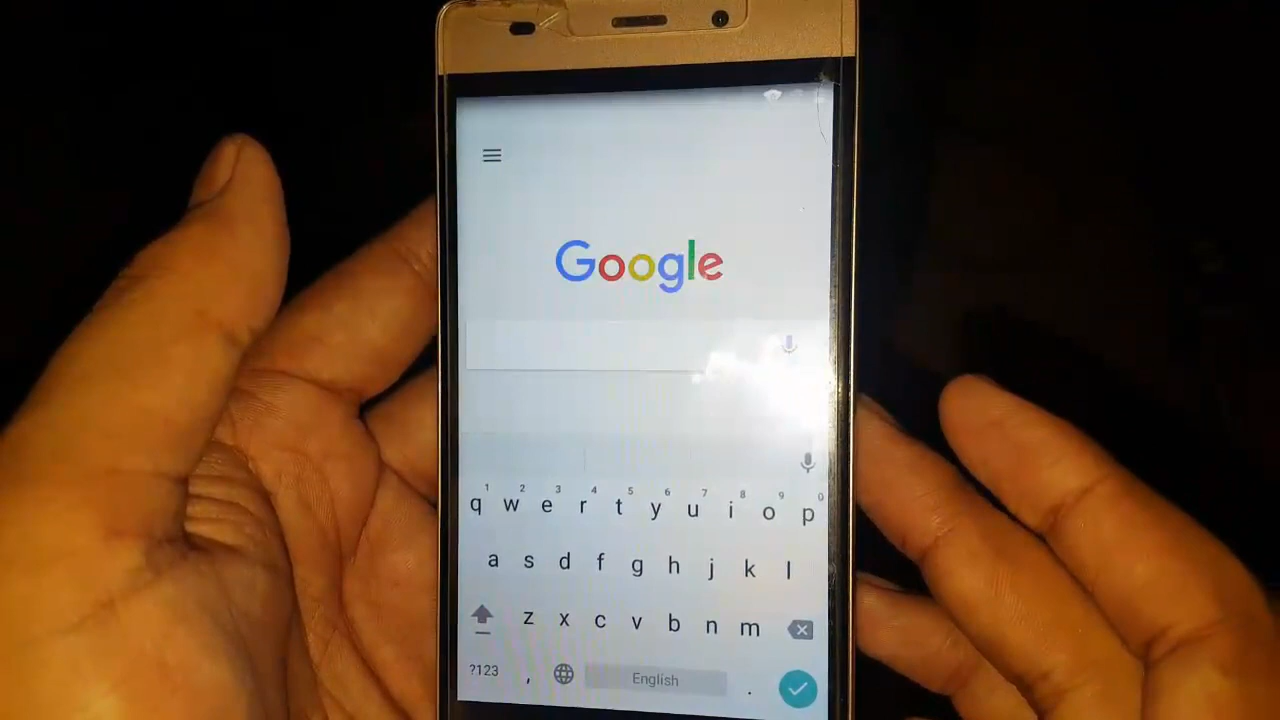 Google
1 2 3 4 5 6 7 8 9 0
q w e r t y u i o p
a s d f g h j k l
z x c v b n m
?123 , English .